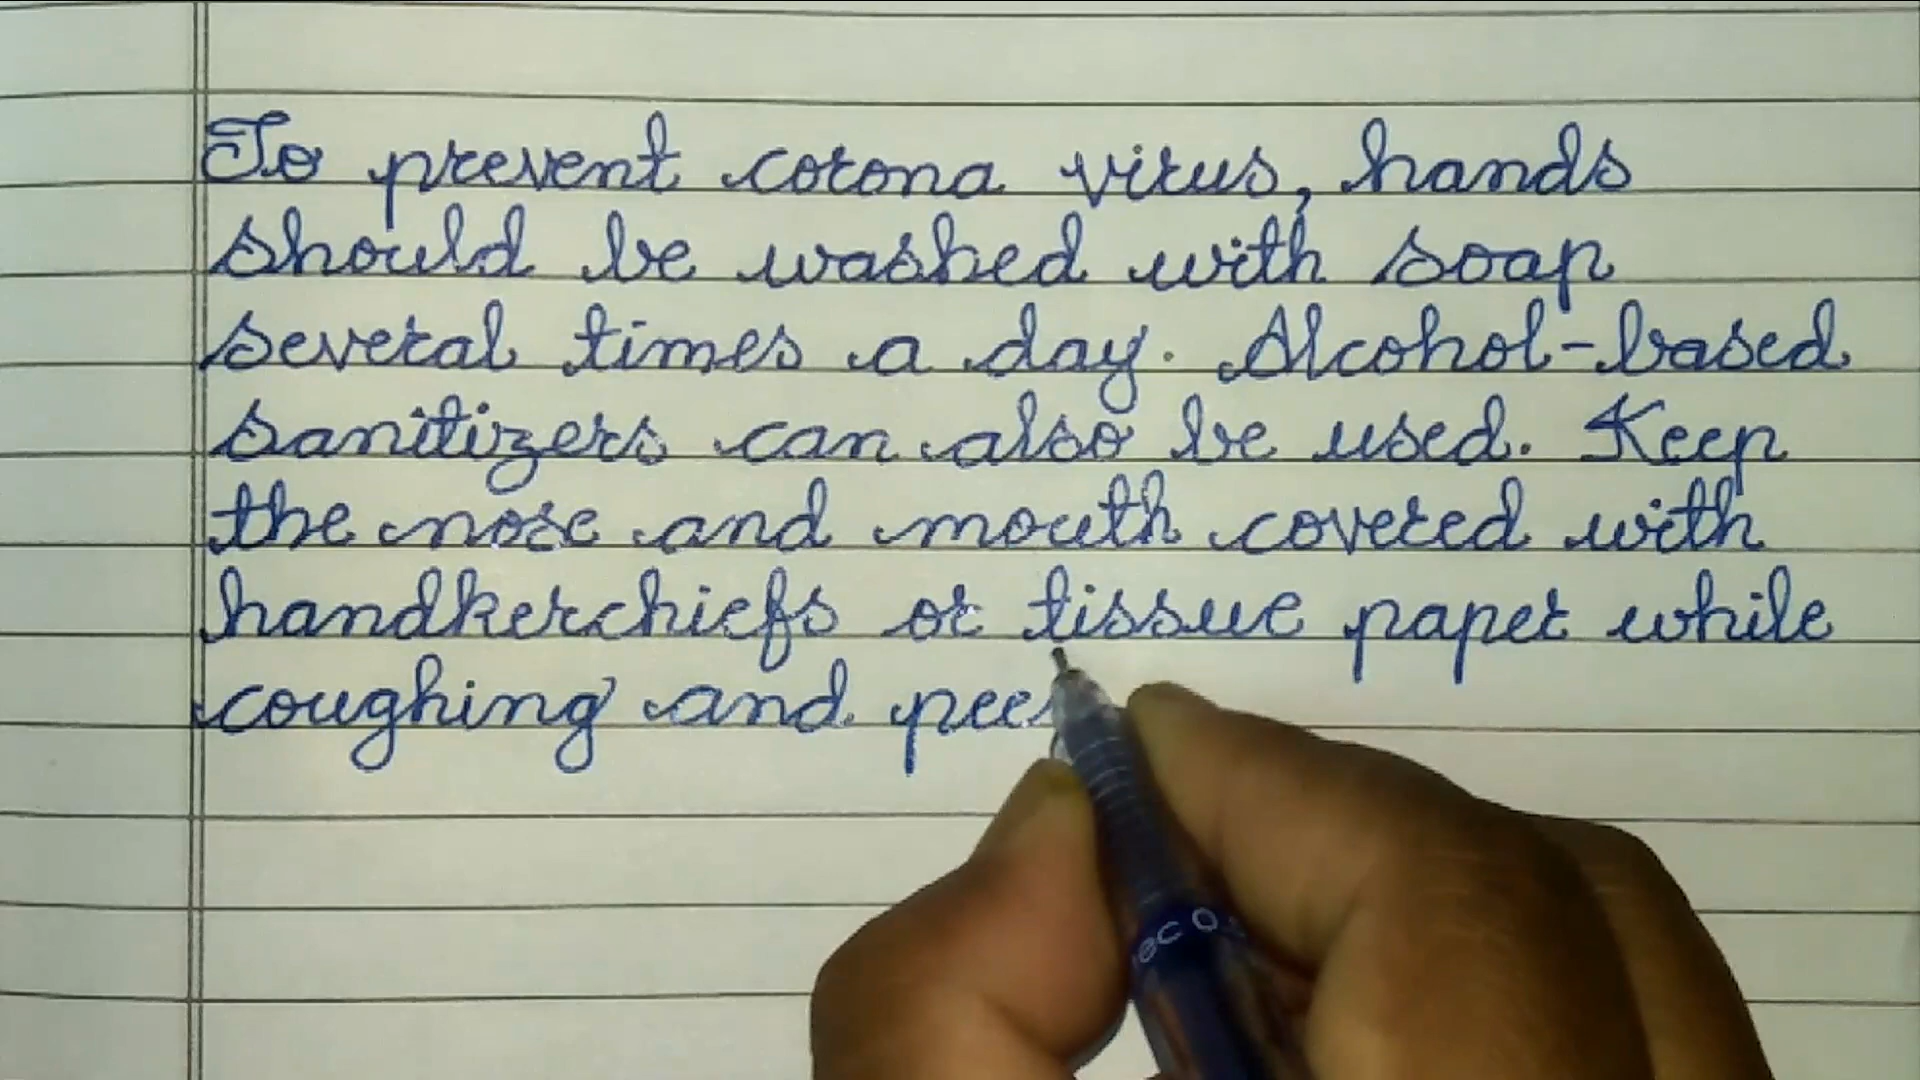 To prevent corona virus, hands
should be washed with soap
several times a day. Alcohol-based
sanitizers can also be used. Keep
the nose and mouth covered with
handkerchiefs or tissue paper while
coughing and